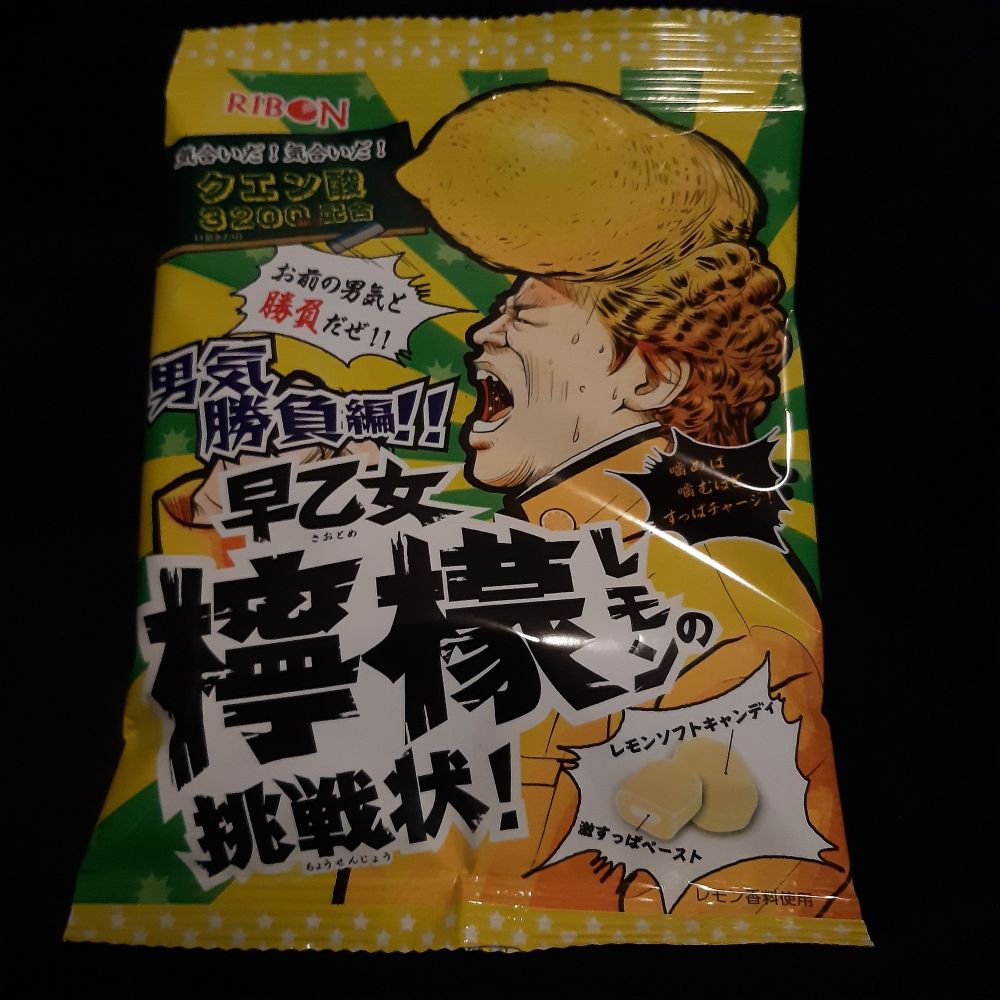 RIBON
気合いだ！気合いだ！
クエン酸
3200
配合
お前の男気と
勝負だぜ!!
男気
勝負編!!
早乙女
さおとめ
檸檬
レモンの
挑戦状！
ちょうせんじょう
噛めば
噛むほど
すっぱチャージ！
レモンソフトキャンディ
激すっぱペースト
レモン香料使用